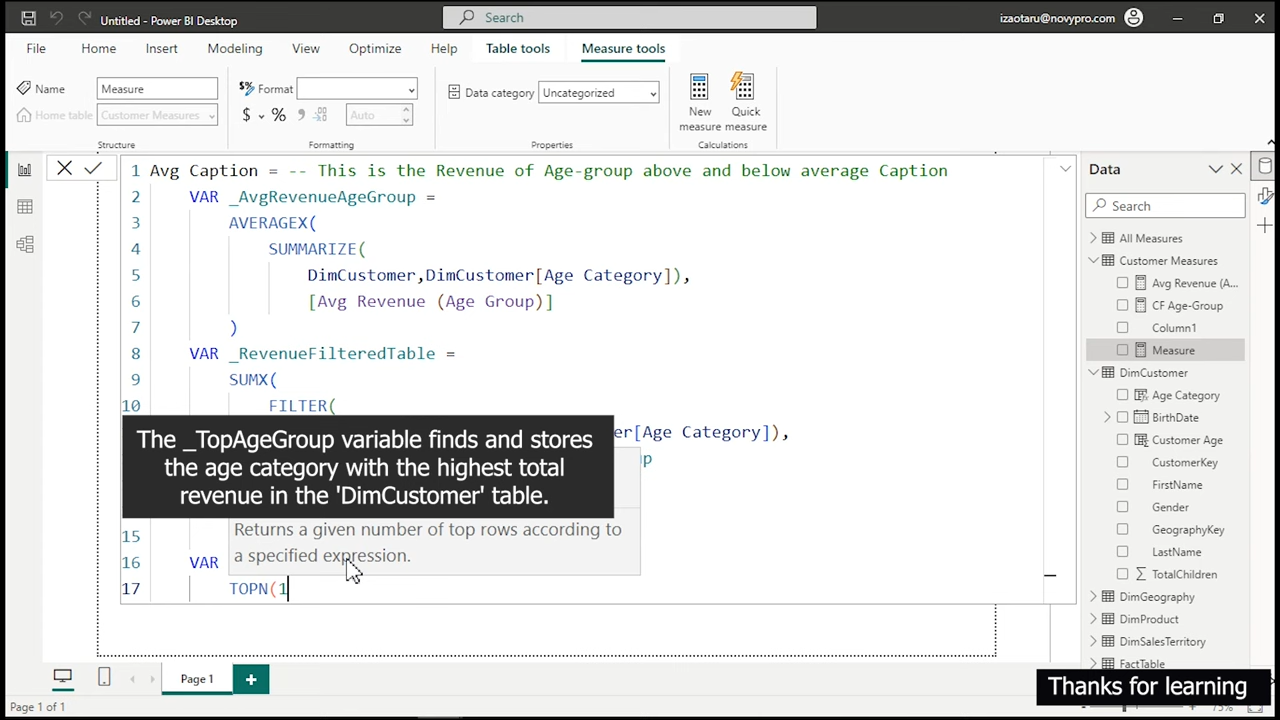 Untitled - Power BI Desktop
Search
izaotaru@novypro.com
File
Home
Insert
Modeling
View
Optimize
Help
Table tools
Measure tools
Name
Measure
Home table
Customer Measures
Structure
Format
$ % 9
Auto
Formatting
Data category
Uncategorized
Properties
New measure
Quick measure
Calculations
1 Avg Caption = -- This is the Revenue of Age-group above and below average Caption
2 VAR _AvgRevenueAgeGroup =
3 AVERAGEX(
4 SUMMARIZE(
5 DimCustomer,DimCustomer[Age Category]),
6 [Avg Revenue (Age Group)]
7 )
8 VAR _RevenueFilteredTable =
9 SUMX(
10 FILTER(
er[Age Category]),
up
The _TopAgeGroup variable finds and stores
the age category with the highest total
revenue in the 'DimCustomer' table.
Returns a given number of top rows according to
a specified expression.
15
16 VAR
17 TOPN(1
Data
Search
All Measures
Customer Measures
Avg Revenue (A...
CF Age-Group
Column1
Measure
DimCustomer
Age Category
BirthDate
Customer Age
CustomerKey
FirstName
Gender
GeographyKey
LastName
TotalChildren
DimGeography
DimProduct
DimSalesTerritory
FactTable
Page 1
Page 1 of 1
Thanks for learning
75%